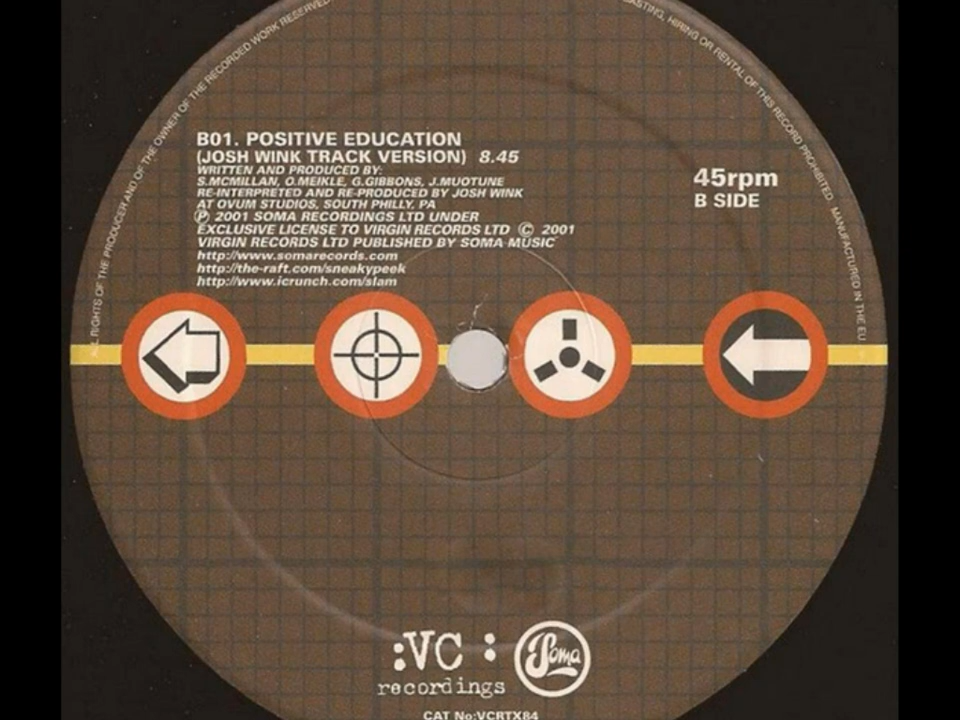 ALL RIGHTS OF THE PRODUCER AND OF THE OWNER OF THE RECORDED WORK RESERVED
CASTING, HIRING OR RENTAL OF THIS RECORD PROHIBITED. MANUFACTURED IN THE EU
B01. POSITIVE EDUCATION
(JOSH WINK TRACK VERSION) 8.45
WRITTEN AND PRODUCED BY:
S.MCMILLAN, O.MEIKLE, G.GIBBONS, J.MUOTUNE
RE-INTERPRETED AND RE-PRODUCED BY JOSH WINK
AT OVUM STUDIOS, SOUTH PHILLY, PA
Ⓟ 2001 SOMA RECORDINGS LTD UNDER
EXCLUSIVE LICENSE TO VIRGIN RECORDS LTD © 2001
VIRGIN RECORDS LTD PUBLISHED BY SOMA MUSIC
http://www.somarecords.com
http://the-raft.com/sneakypeek
http://www.icrunch.com/slam
45rpm
B SIDE
:VC :
recordings
Soma
CAT No:VCRTX84